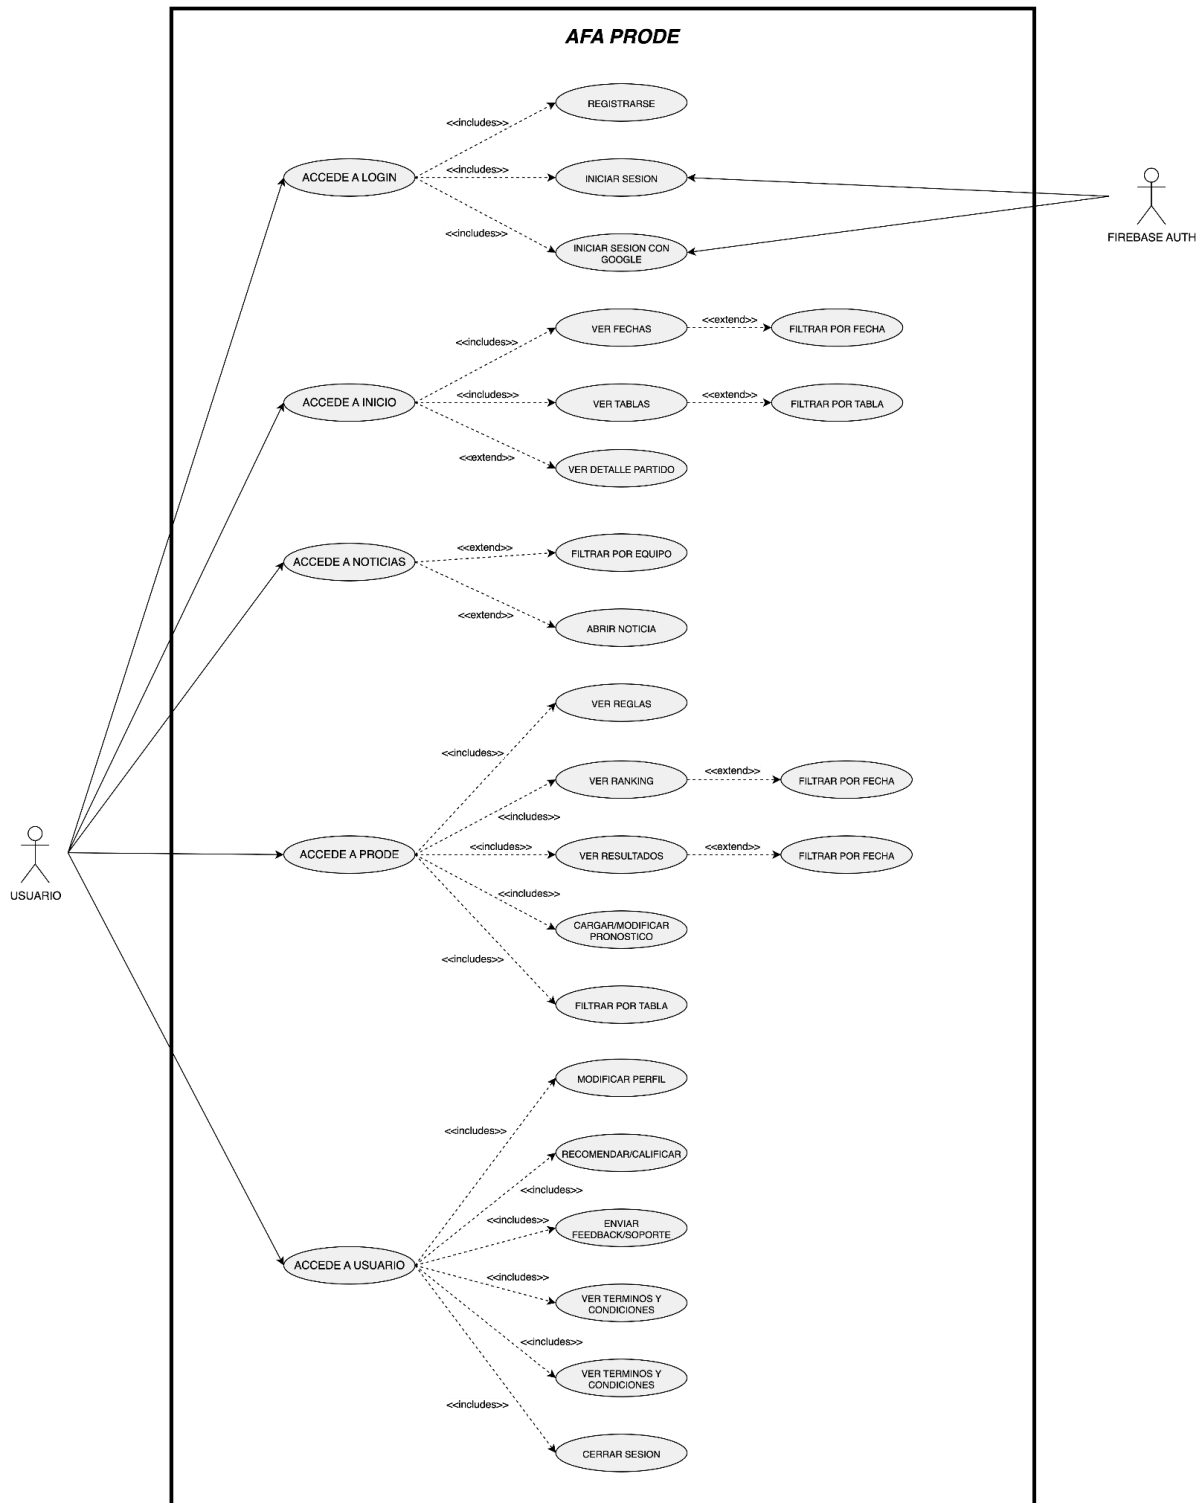 AFA PRODE
REGISTRARSE
<<includes>>
ACCEDE A LOGIN
<<includes>>
INICIAR SESION
<<includes>>
INICIAR SESION CON
GOOGLE
FIREBASE AUTH
VER FECHAS
<<extend>>
FILTRAR POR FECHA
<<includes>>
ACCEDE A INICIO
<<includes>>
VER TABLAS
<<extend>>
FILTRAR POR TABLA
<<extend>>
VER DETALLE PARTIDO
ACCEDE A NOTICIAS
<<extend>>
FILTRAR POR EQUIPO
<<extend>>
ABRIR NOTICIA
VER REGLAS
<<includes>>
VER RANKING
<<extend>>
FILTRAR POR FECHA
<<includes>>
USUARIO
ACCEDE A PRODE
<<includes>>
VER RESULTADOS
<<extend>>
FILTRAR POR FECHA
<<includes>>
CARGAR/MODIFICAR
PRONOSTICO
<<includes>>
FILTRAR POR TABLA
MODIFICAR PERFIL
<<includes>>
RECOMENDAR/CALIFICAR
<<includes>>
<<includes>>
ENVIAR
FEEDBACK/SOPORTE
ACCEDE A USUARIO
<<includes>>
VER TERMINOS Y
CONDICIONES
<<includes>>
VER TERMINOS Y
CONDICIONES
<<includes>>
CERRAR SESION